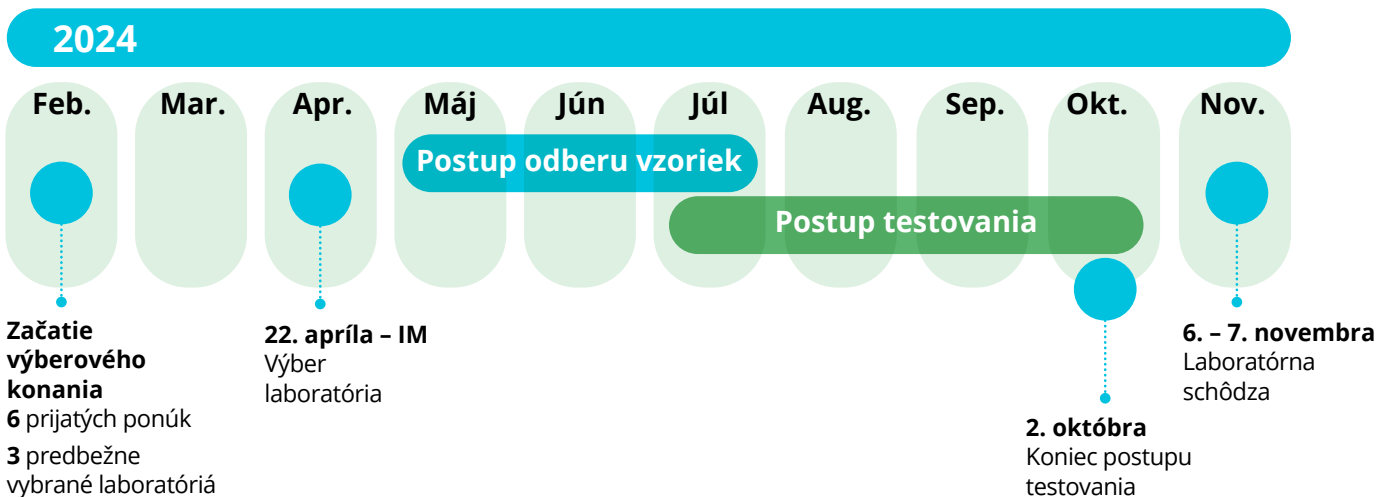 2024
Feb.
Mar.
Apr.
Máj
Jún
Júl
Aug.
Sep.
Okt.
Nov.
Postup odberu vzoriek
Postup testovania
Začatie
výberového
konania
6 prijatých ponúk
3 predbežne
vybrané laboratóriá
22. apríla – IM
Výber
laboratória
2. októbra
Koniec postupu
testovania
6. – 7. novembra
Laboratórna
schôdza